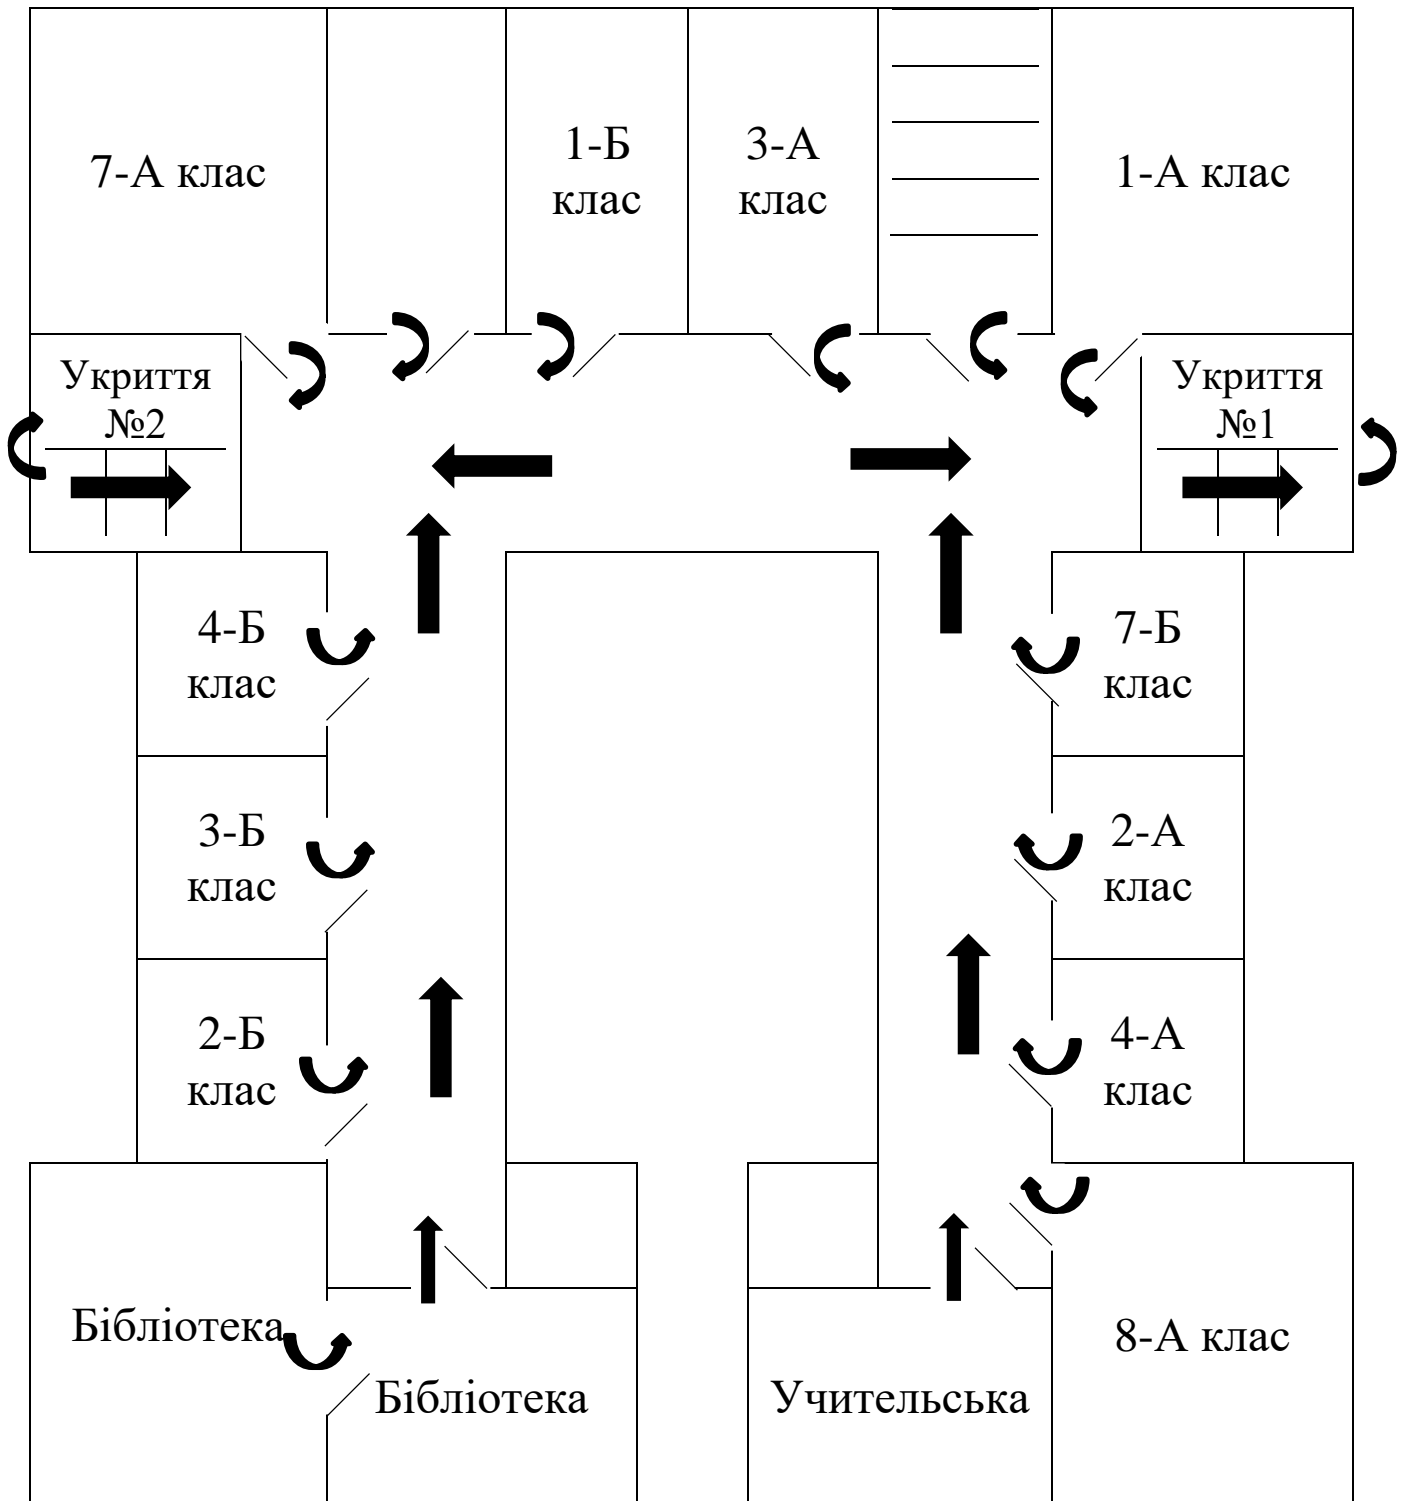 7-А клас
1-Б
клас
3-А
клас
1-А клас
Укриття
№2
Укриття
№1
4-Б
клас
7-Б
клас
3-Б
клас
2-А
клас
2-Б
клас
4-А
клас
Бібліотека
Бібліотека
Учительська
8-А клас